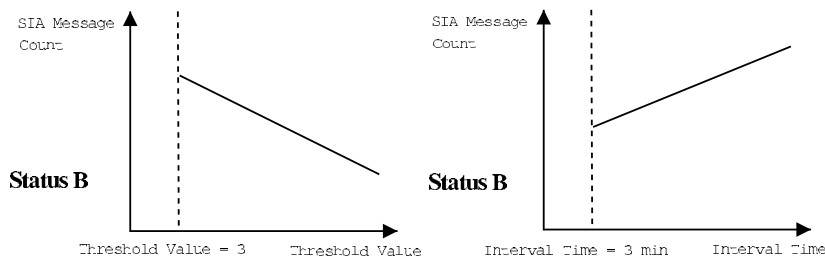 SIA Message
Count
Status B
Threshold Value = 3
Threshold Value
SIA Message
Count
Status B
Interval Time = 3 min
Interval Time